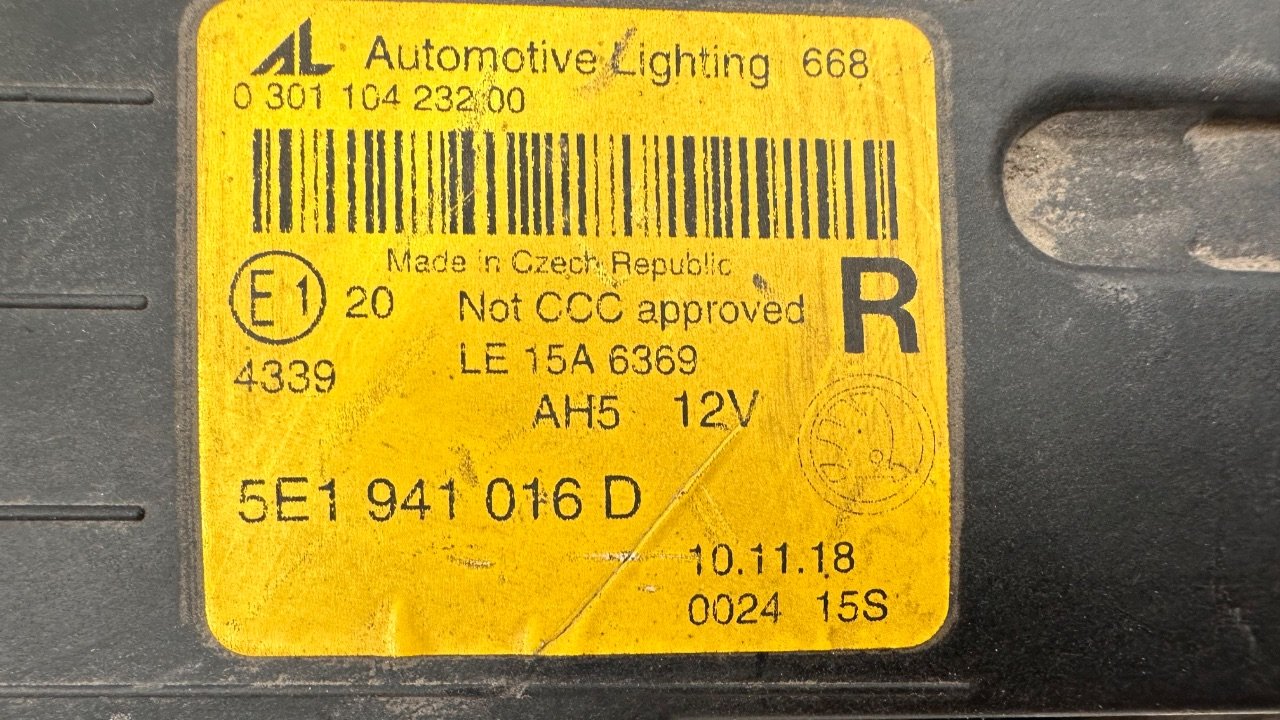 AL Automotive Lighting 668
0 301 104 232 00
Made in Czech Republic
E1 20 Not CCC approved R
4339 LE 15A 6369
AH5 12V
5E1 941 016 D
10.11.18
0024 15S